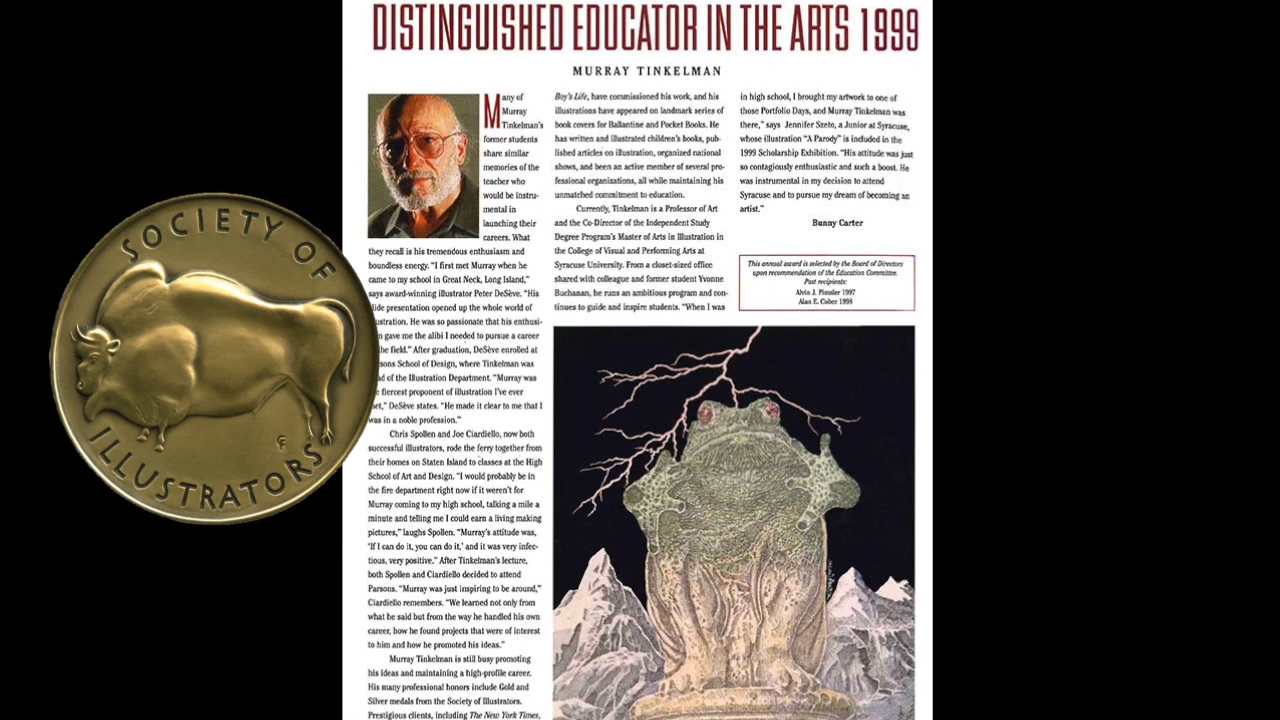 SOCIETY OF
ILLUSTRATORS
DISTINGUISHED EDUCATOR IN THE ARTS 1999
MURRAY TINKELMAN
Many of
Murray
Tinkelman's
former students
share similar
memories of the
teacher who
would be instru-
mental in
launching their
careers. What
they recall is his tremendous enthusiasm and
boundless energy. "I first met Murray when he
came to my school in Great Neck, Long Island,"
says award-winning illustrator Peter DeSève. "His
lide presentation opened up the whole world of
ustration. He was so passionate that his enthusi-
m gave me the alibi I needed to pursue a career
he field." After graduation, DeSève enrolled at
sons School of Design, where Tinkelman was
ad of the Illustration Department. "Murray was
e fiercest proponent of illustration I've ever
et," DeSève states. "He made it clear to me that I
was in a noble profession."
Chris Spollen and Joe Ciardiello, now both
successful illustrators, rode the ferry together from
their homes on Staten Island to classes at the High
School of Art and Design. "I would probably be in
the fire department right now if it weren't for
Murray coming to my high school, talking a mile a
minute and telling me I could earn a living making
pictures," laughs Spollen. "Murray's attitude was,
'If I can do it, you can do it,' and it was very infec-
tious, very positive." After Tinkelman's lecture,
both Spollen and Ciardiello decided to attend
Parsons. "Murray was just inspiring to be around,"
Ciardiello remembers. "We learned not only from
what he said but from the way he handled his own
career, how he found projects that were of interest
to him and how he promoted his ideas."
Murray Tinkelman is still busy promoting
his ideas and maintaining a high-profile career.
His many professional honors include Gold and
Silver medals from the Society of Illustrators.
Prestigious clients, including The New York Times,
Boy's Life, have commissioned his work, and his
illustrations have appeared on landmark series of
book covers for Ballantine and Pocket Books. He
has written and illustrated children's books, pub-
lished articles on illustration, organized national
shows, and been an active member of several pro-
fessional organizations, all while maintaining his
unmatched commitment to education.
Currently, Tinkelman is a Professor of Art
and the Co-Director of the Independent Study
Degree Program's Master of Arts in Illustration in
the College of Visual and Performing Arts at
Syracuse University. From a closet-sized office
shared with colleague and former student Yvonne
Buchanan, he runs an ambitious program and con-
tinues to guide and inspire students. "When I was
in high school, I brought my artwork to one of
those Portfolio Days, and Murray Tinkelman was
there," says Jennifer Szeto, a Junior at Syracuse,
whose illustration "A Parody" is included in the
1999 Scholarship Exhibition. "His attitude was just
so contagiously enthusiastic and such a boost. He
was instrumental in my decision to attend
Syracuse and to pursue my dream of becoming an
artist."
Bunny Carter
This annual award is selected by the Board of Directors
upon recommendation of the Education Committee.
Past recipients:
Alvin J. Pimsler 1997
Alan E. Cober 1998